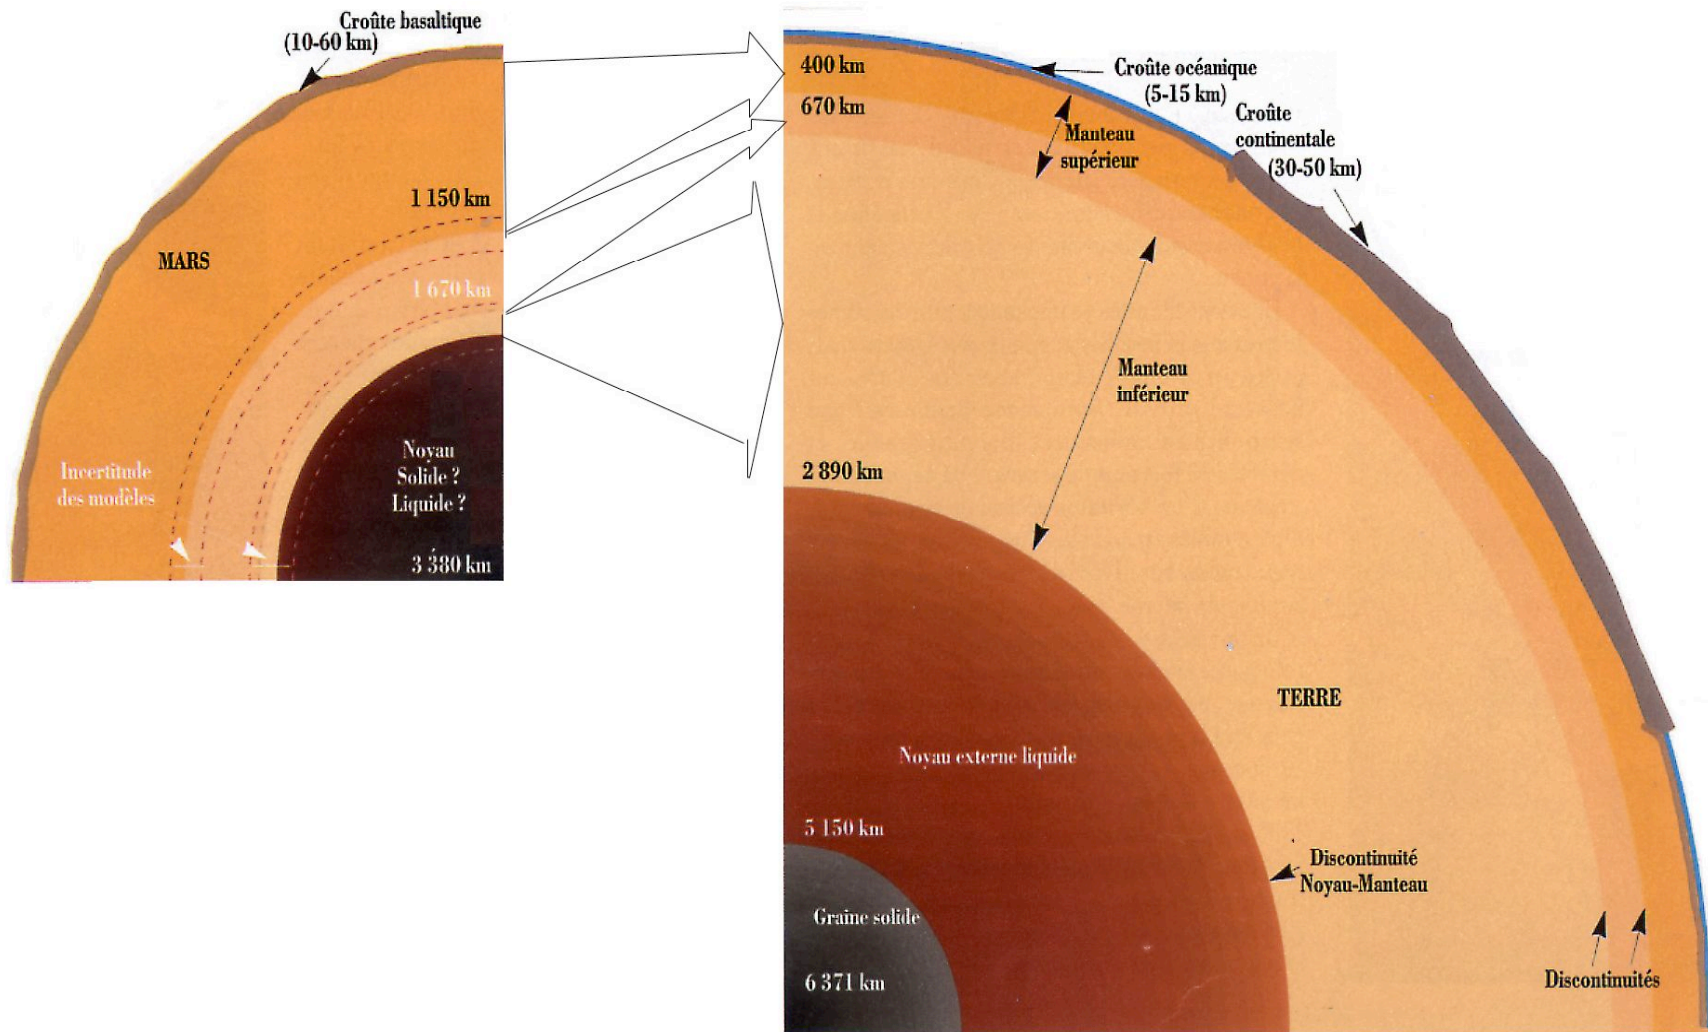 Croûte basaltique
(10-60 km)
1 150 km
MARS
1 670 km
Incertitude
des modèles
Noyau
Solide ?
Liquide ?
3 380 km
400 km
670 km
Croûte océanique
(5-15 km)
Croûte
continentale
(30-50 km)
Manteau
supérieur
Manteau
inférieur
2 890 km
TERRE
Noyau externe liquide
5 150 km
Discontinuité
Noyau-Manteau
Graine solide
6 371 km
Discontinuités